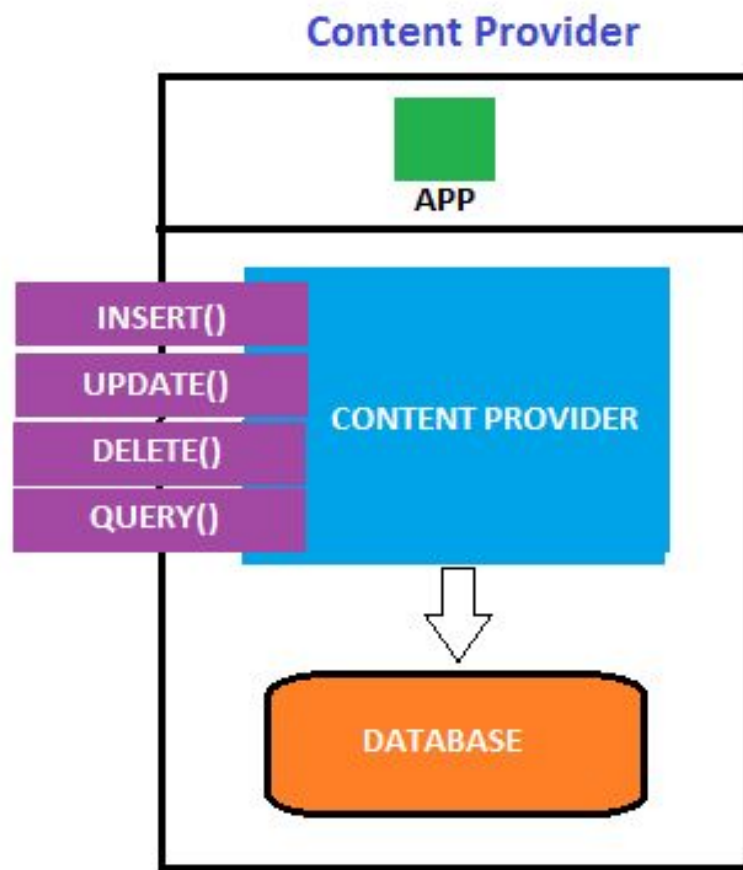 Content Provider
APP
INSERT()
UPDATE()
DELETE()
QUERY()
CONTENT PROVIDER
DATABASE